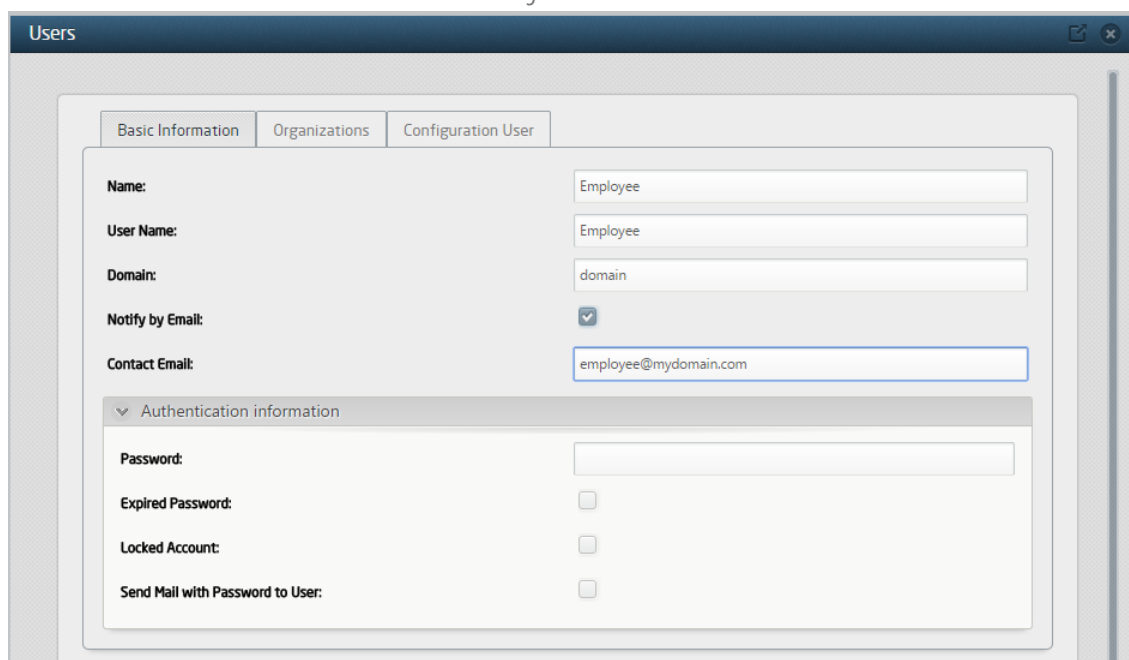 Users
Basic Information Organizations Configuration User
Name: Employee
User Name: Employee
Domain: domain
Notify by Email:
Contact Email: employee@mydomain.com
Authentication information
Password:
Expired Password:
Locked Account:
Send Mail with Password to User: